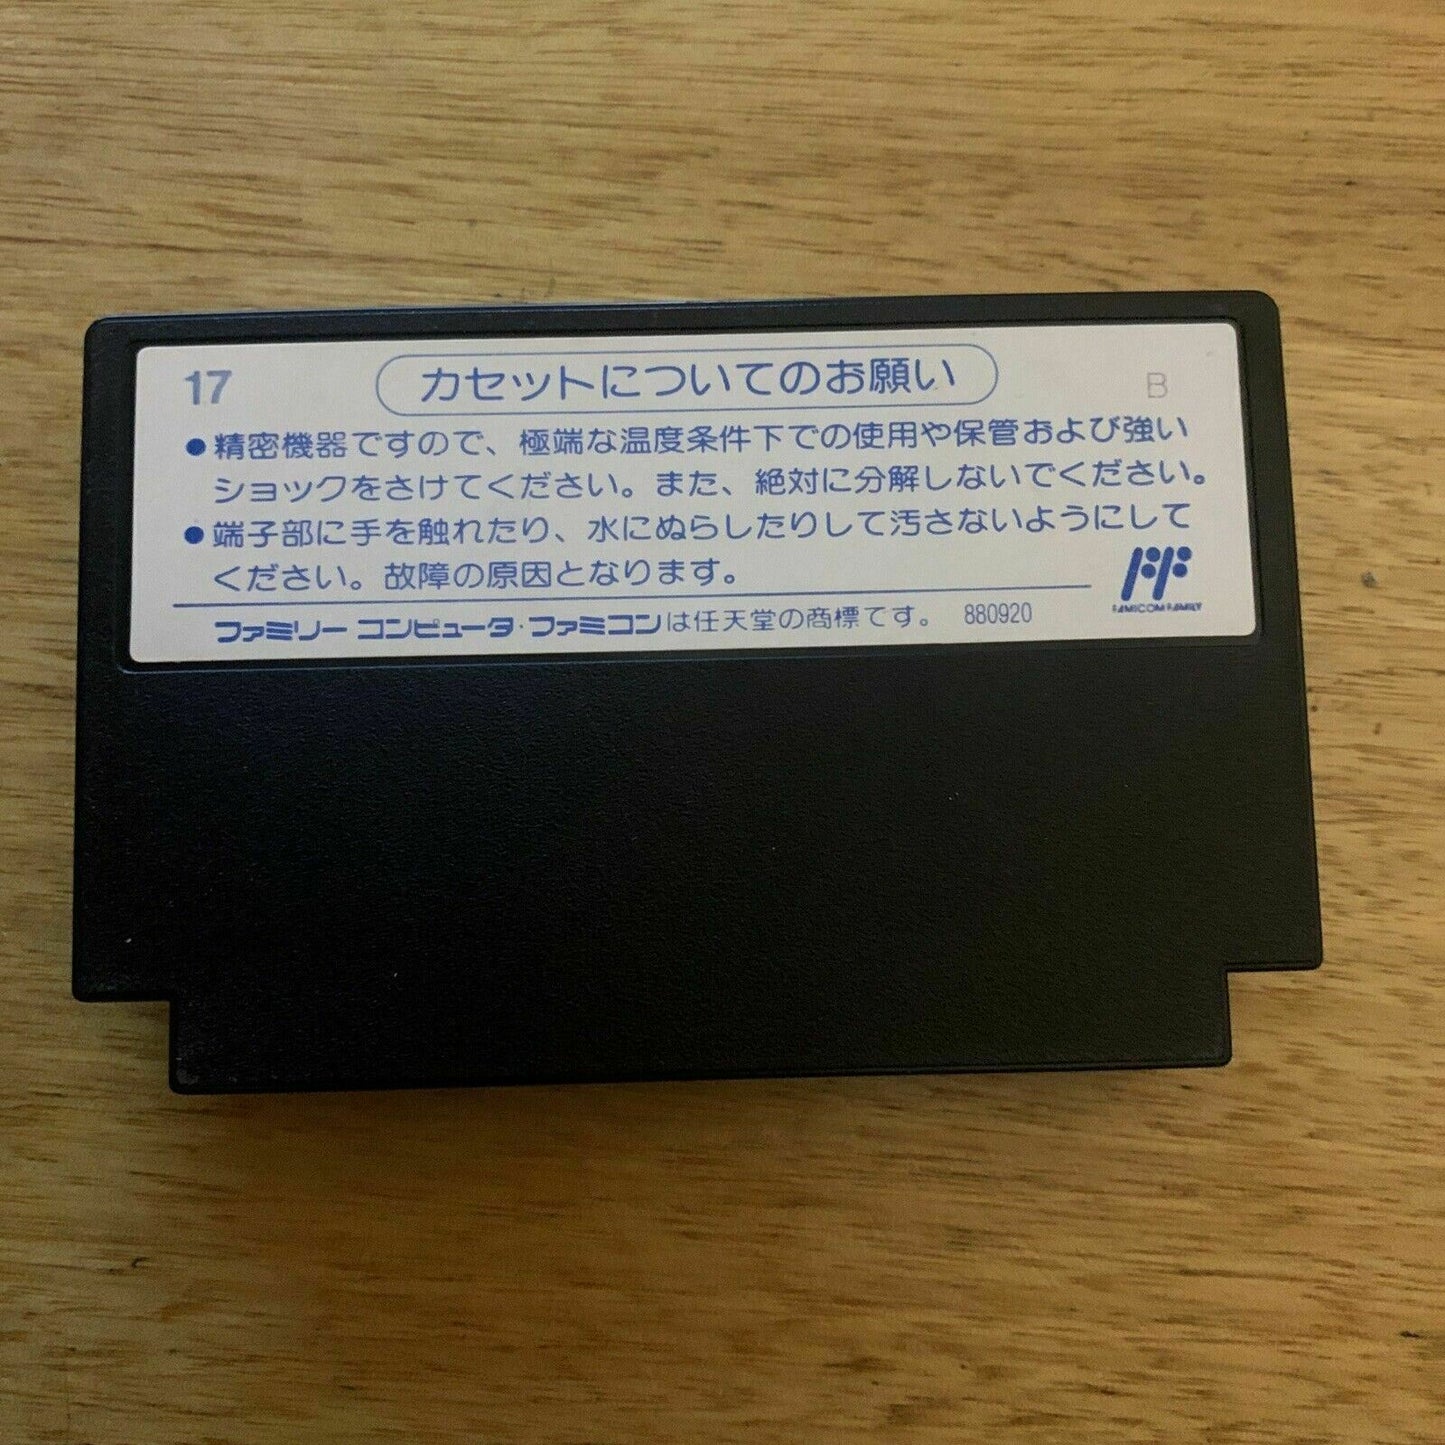 17
カセットについてのお願い
B
●精密機器ですので、極端な温度条件下での使用や保管および強い
ショックをさけてください。また、絶対に分解しないでください。
●端子部に手を触れたり、水にぬらしたりして汚さないようにして
ください。故障の原因となります。
FAMICOM FAMILY
ファミリー コンピュータ・ファミコンは任天堂の商標です。 880920